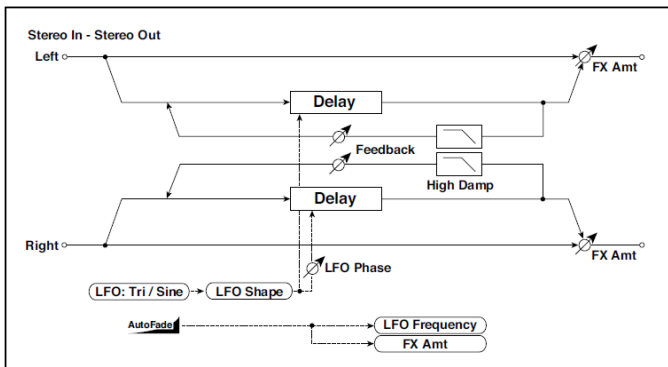 Stereo In - Stereo Out
Left
FX Amt
Delay
Feedback
High Damp
Delay
Right
FX Amt
LFO Phase
LFO: Tri / Sine
LFO Shape
AutoFade
LFO Frequency
FX Amt